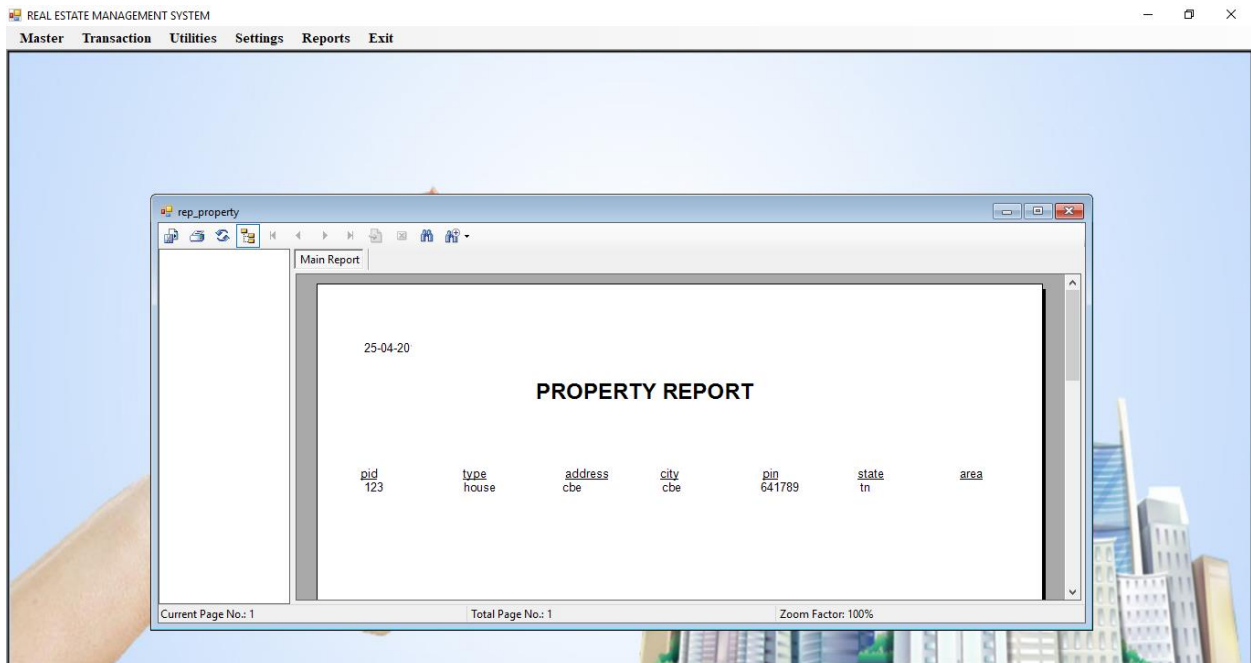 REAL ESTATE MANAGEMENT SYSTEM
Master Transaction Utilities Settings Reports Exit
rep_property
Main Report
25-04-20
PROPERTY REPORT
pid type address city pin state area
123 house cbe cbe 641789 tn
Current Page No.: 1 Total Page No.: 1 Zoom Factor: 100%